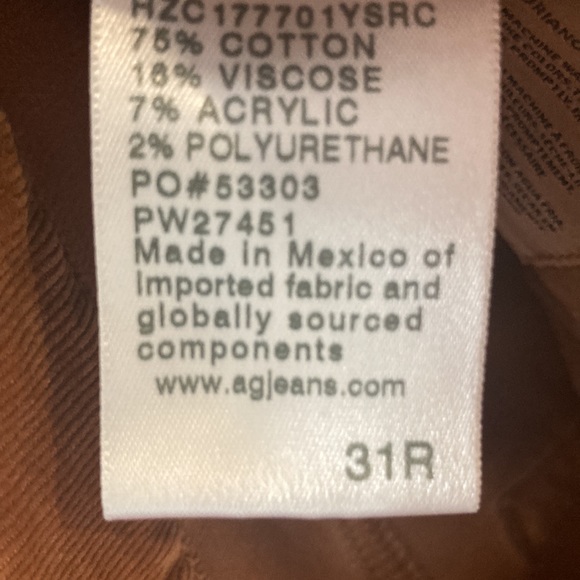 HZC177701YSRC
75% COTTON
16% VISCOSE
7% ACRYLIC
2% POLYURETHANE
PO#53303
PW27451
Made in Mexico of
imported fabric and
globally sourced
components
www.agjeans.com
31R
MACHINE